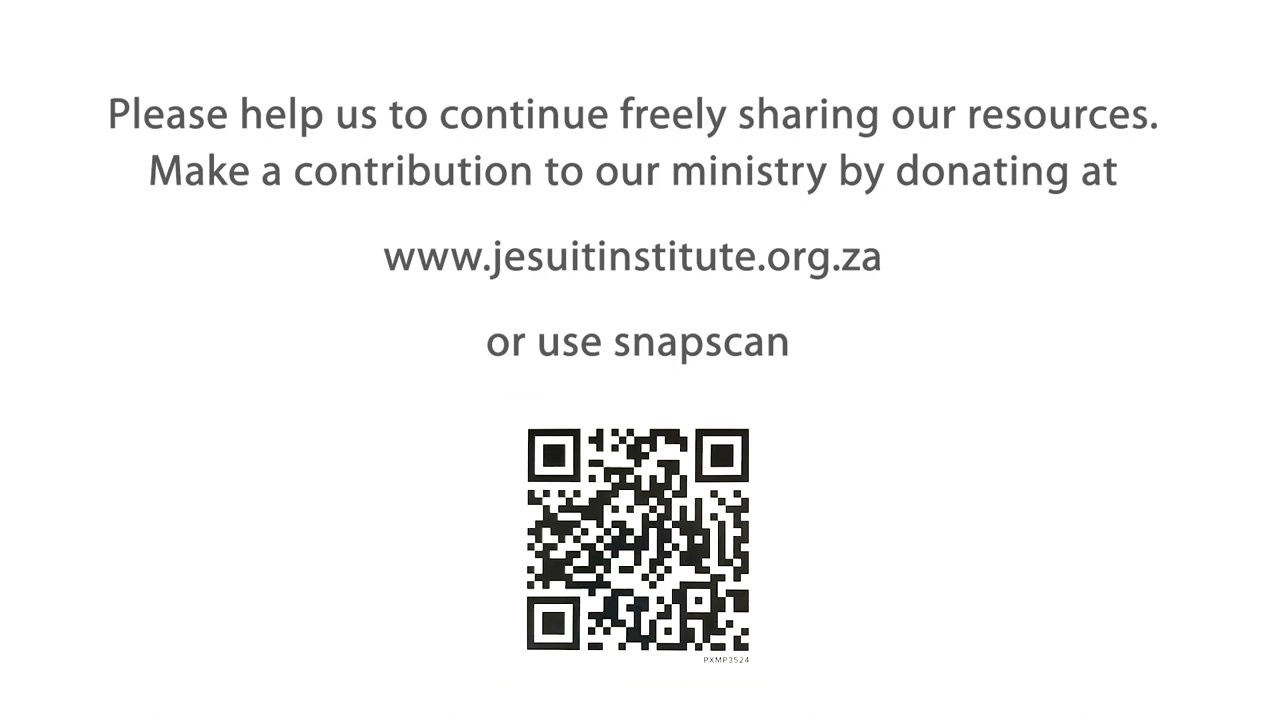 Please help us to continue freely sharing our resources.
Make a contribution to our ministry by donating at
www.jesuitinstitute.org.za
or use snapscan
PXMP3524